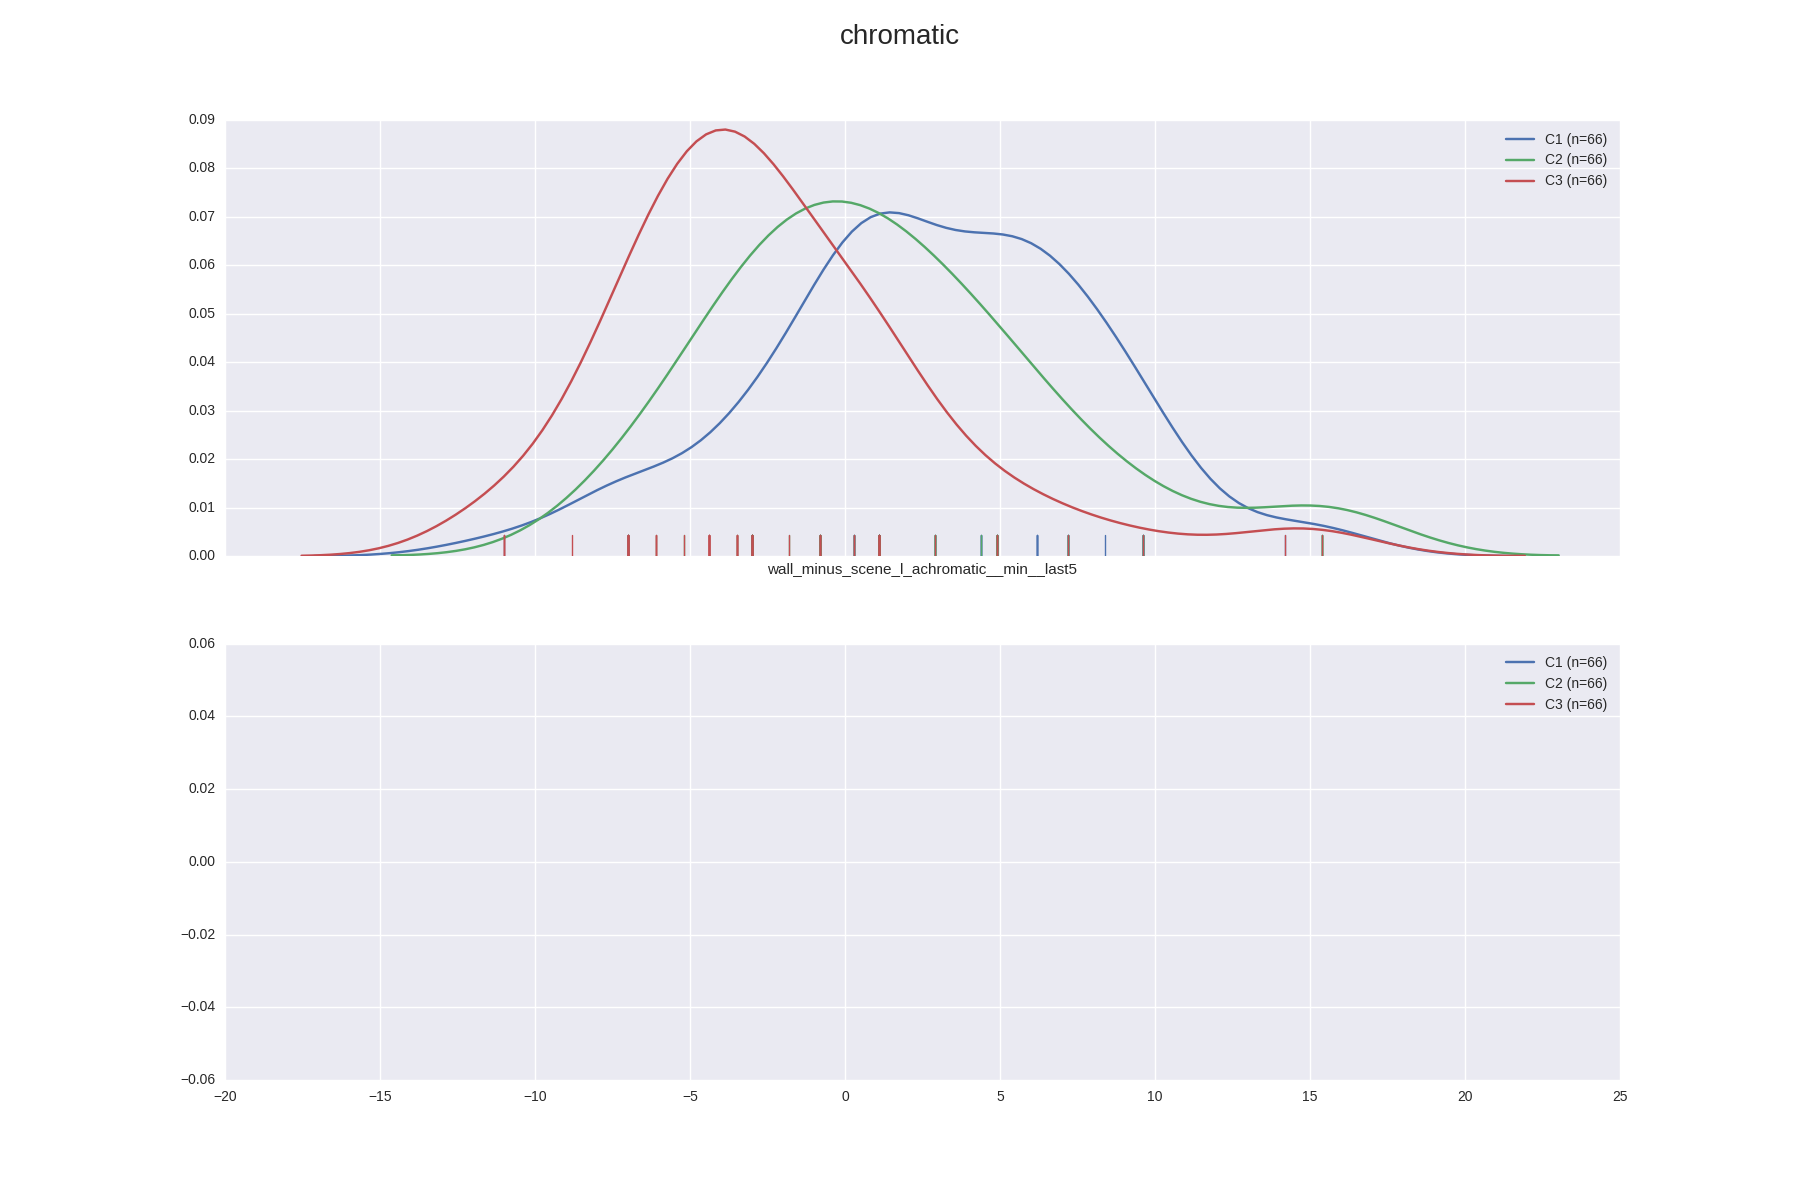 chromatic
0.09
0.08
0.07
0.06
0.05
0.04
0.03
0.02
0.01
0.00
C1 (n=66)
C2 (n=66)
C3 (n=66)
wall_minus_scene_l_achromatic__min__last5
0.06
0.04
0.02
0.00
−0.02
−0.04
−0.06
C1 (n=66)
C2 (n=66)
C3 (n=66)
−20 −15 −10 −5 0 5 10 15 20 25